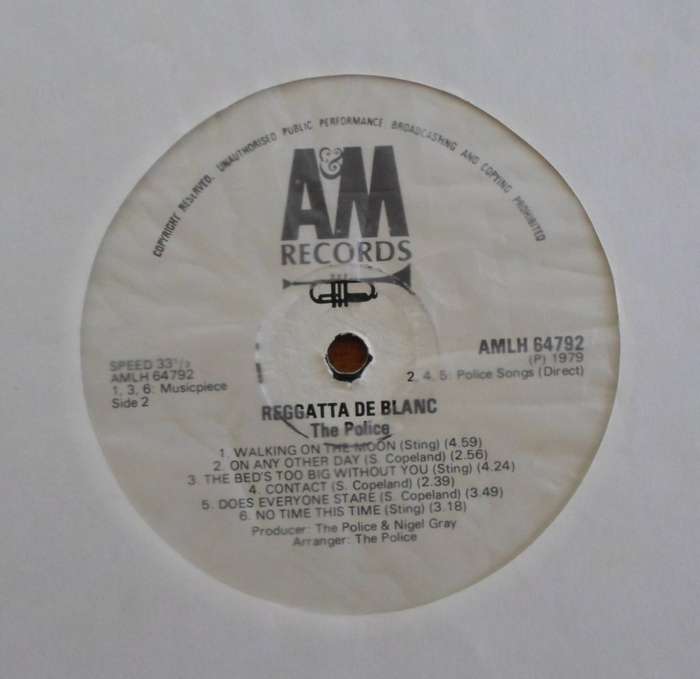 COPYRIGHT RESERVED. UNAUTHORISED PUBLIC PERFORMANCE, BROADCASTING AND COPYING PROHIBITED
A&M
RECORDS
SPEED 33⅓
AMLH 64792
1, 3, 6: Musicpiece
Side 2
AMLH 64792
(P) 1979
2, 4, 5: Police Songs (Direct)
REGGATTA DE BLANC
The Police
1. WALKING ON THE MOON (Sting) (4.59)
2. ON ANY OTHER DAY (S. Copeland) (2.56)
3. THE BED'S TOO BIG WITHOUT YOU (Sting) (4.24)
4. CONTACT (S. Copeland) (2.39)
5. DOES EVERYONE STARE (S. Copeland) (3.49)
6. NO TIME THIS TIME (Sting) (3.18)
Producer: The Police & Nigel Gray
Arranger: The Police